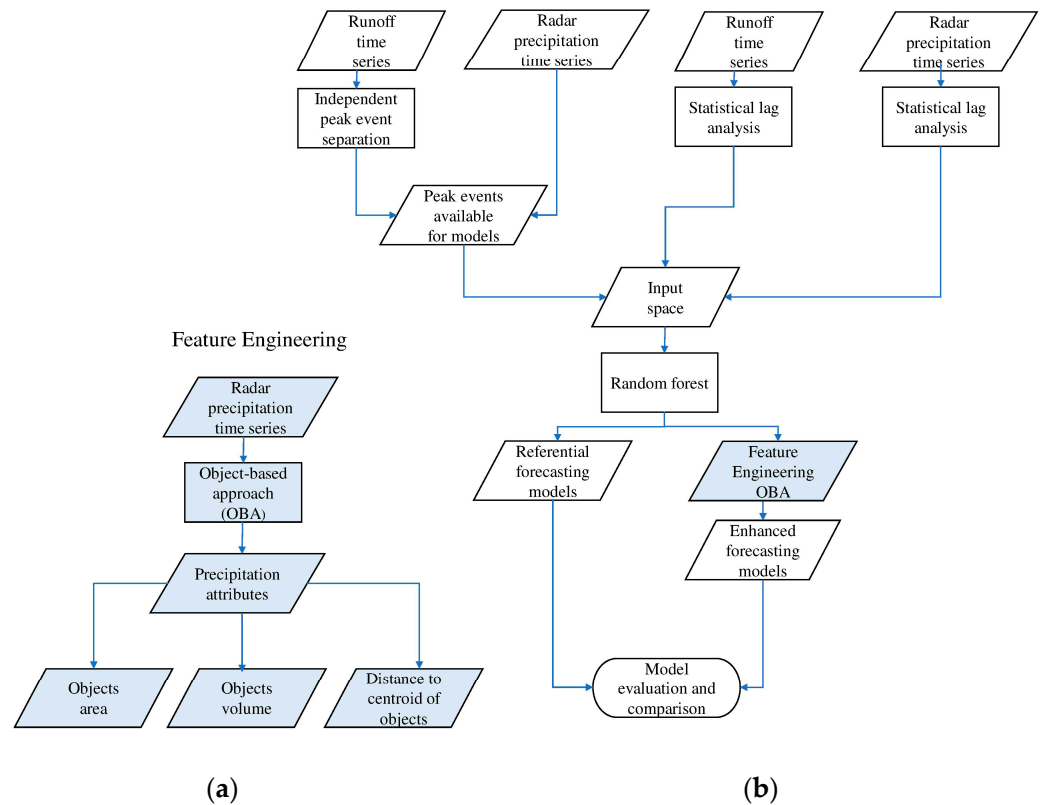 Runoff
time
series
Radar
precipitation
time series
Runoff
time
series
Radar
precipitation
time series
Independent
peak event
separation
Statistical lag
analysis
Statistical lag
analysis
Peak events
available
for models
Input
space
Random forest
Referential
forecasting
models
Feature
Engineering
OBA
Enhanced
forecasting
models
Model
evaluation and
comparison
Feature Engineering
Radar
precipitation
time series
Object-based
approach
(OBA)
Precipitation
attributes
Objects
area
Objects
volume
Distance to
centroid of
objects
(a)
(b)